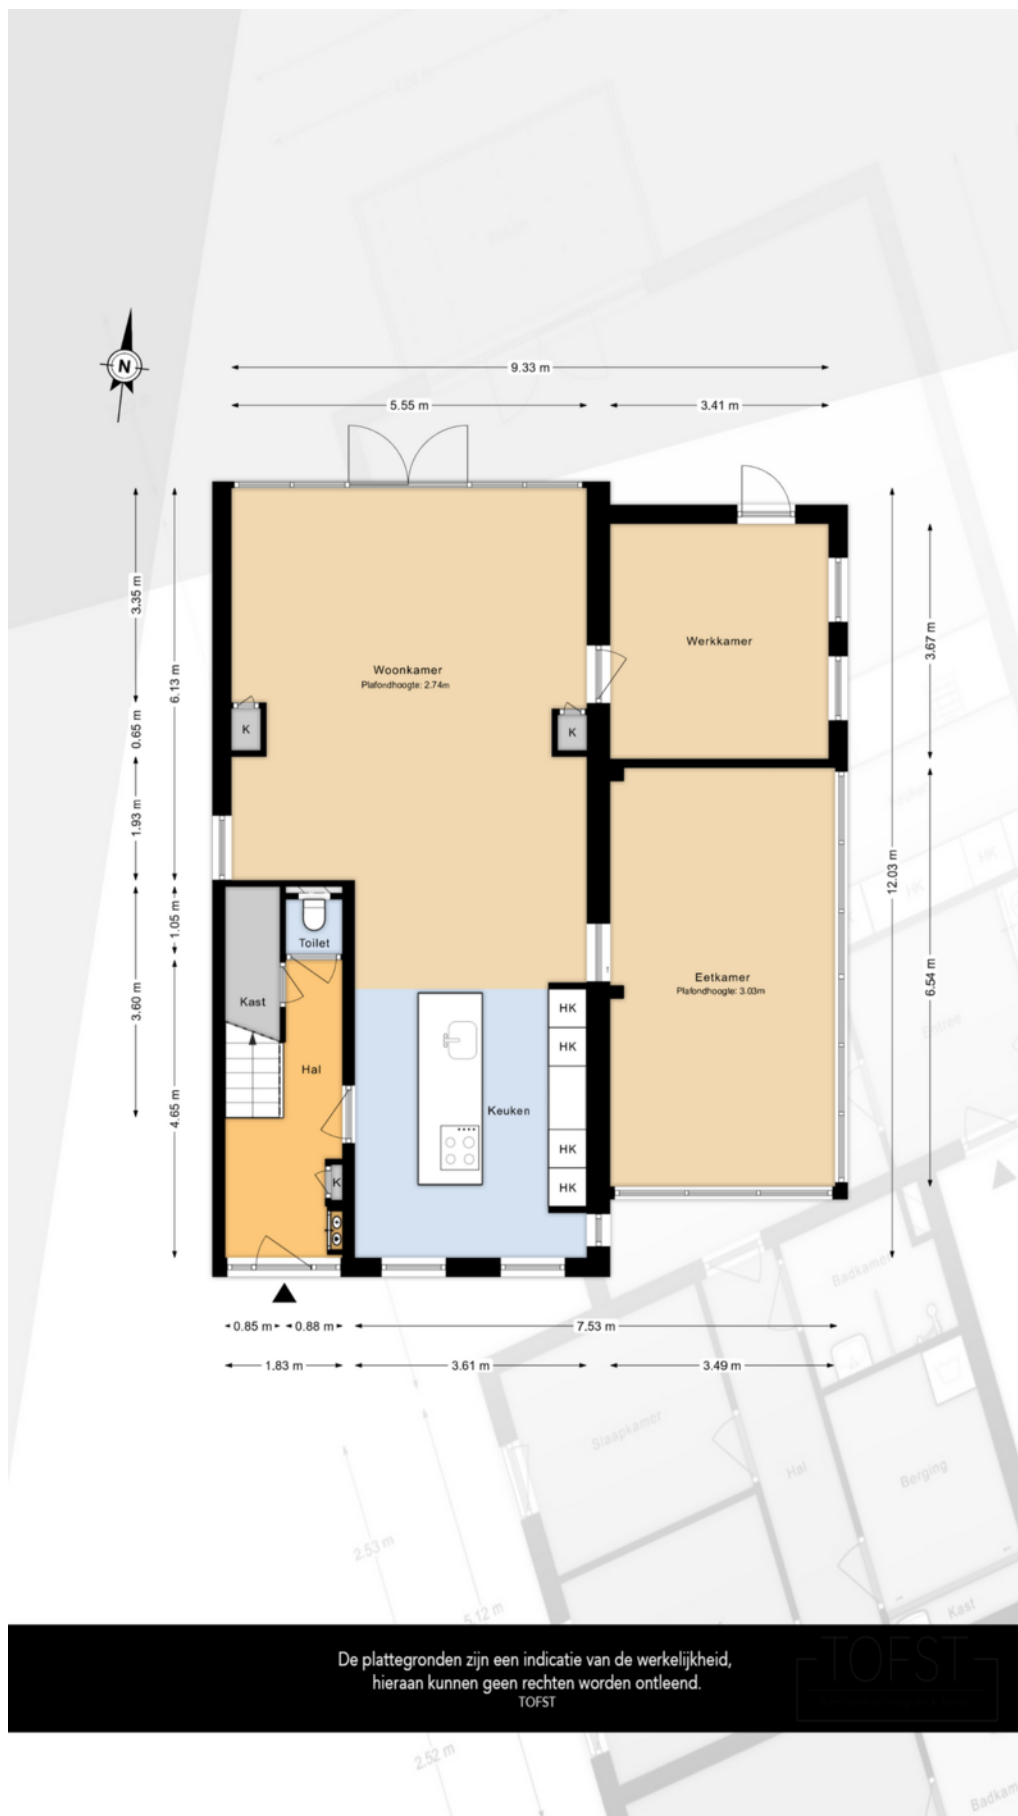 N
9.33 m
5.55 m
3.41 m
3.35 m
6.13 m
0.65 m
1.93 m
1.05 m
3.60 m
4.65 m
12.03 m
3.67 m
6.54 m
Woonkamer
Plafondhoogte: 2.74m
Werkkamer
K
K
Toilet
Kast
Hal
Eetkamer
Plafondhoogte: 3.03m
HK
HK
Keuken
HK
HK
K
0.85 m
0.88 m
7.53 m
1.83 m
3.61 m
3.49 m
HK
HK
Entree
Badkamer
Slaapkamer
Hal
Berging
2.53 m
5.12 m
Kast
De plattegronden zijn een indicatie van de werkelijkheid,
hieraan kunnen geen rechten worden ontleend.
TOFST
TOFST
2.52 m
Badkam